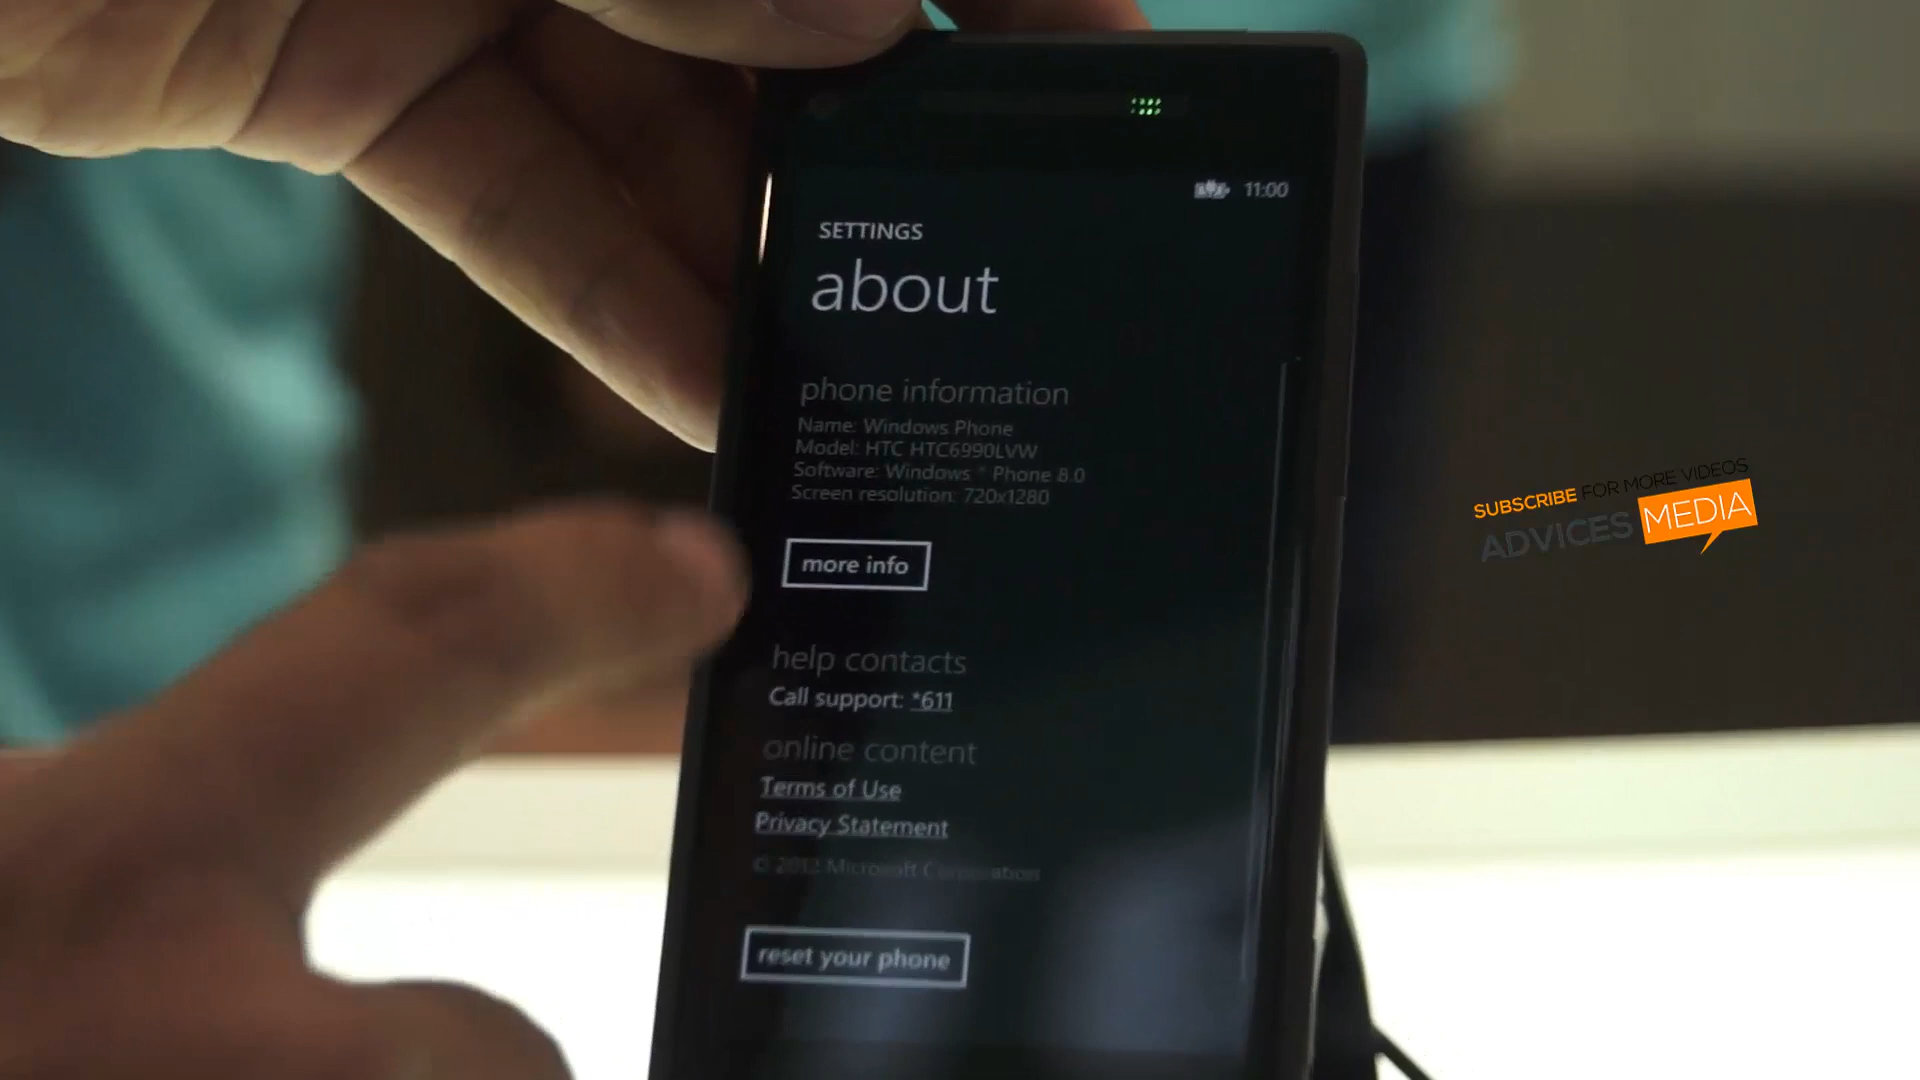 11:00
SETTINGS
about
phone information
Name: Windows Phone
Model: HTC HTC6990LVW
Software: Windows® Phone 8.0
Screen resolution: 720x1280
more info
help contacts
Call support: *611
online content
Terms of Use
Privacy Statement
© 2012 Microsoft Corporation
reset your phone
SUBSCRIBE FOR MORE VIDEOS
ADVICES MEDIA